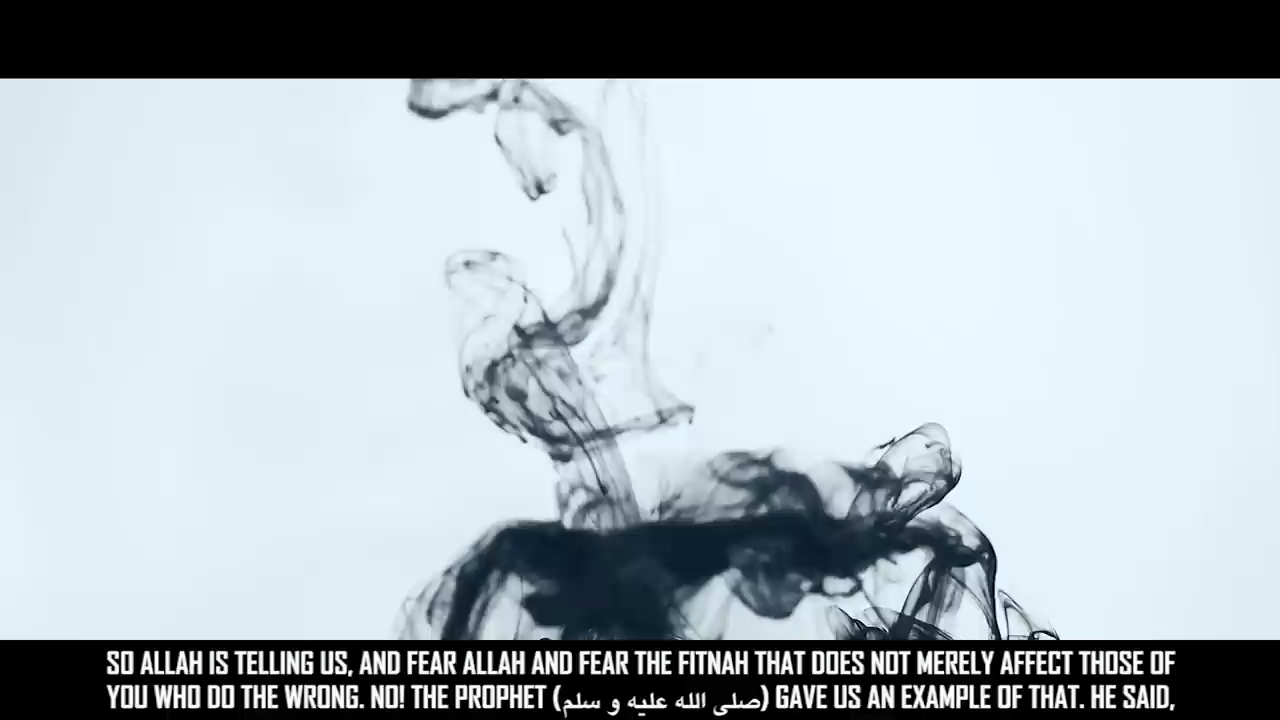 SO ALLAH IS TELLING US, AND FEAR ALLAH AND FEAR THE FITNAH THAT DOES NOT MERELY AFFECT THOSE OF
YOU WHO DO THE WRONG. NO! THE PROPHET (صلى الله عليه و سلم) GAVE US AN EXAMPLE OF THAT. HE SAID,